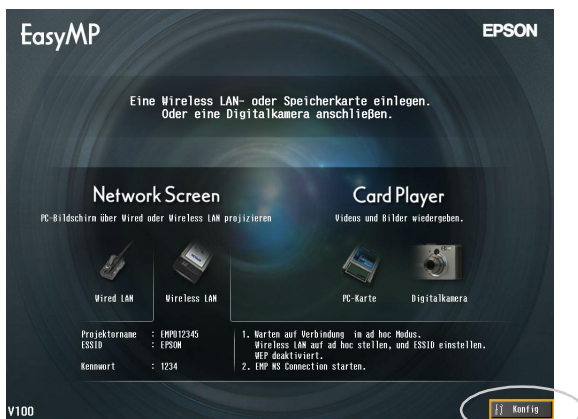 EasyMP
EPSON
Eine Wireless LAN- oder Speicherkarte einlegen.
Oder eine Digitalkamera anschließen.
Network Screen
PC-Bildschirm über Wired oder Wireless LAN projizieren
Wired LAN
Wireless LAN
Card Player
Videos und Bilder wiedergeben.
PC-Karte
Digitalkamera
Projektorname : EMP012345
ESSID : EPSON
Kennwort : 1234
1. Warten auf Verbindung in ad hoc Modus.
Wireless LAN auf ad hoc stellen, und ESSID einstellen.
WEP deaktiviert.
2. EMP NS Connection starten.
V100
Konfig